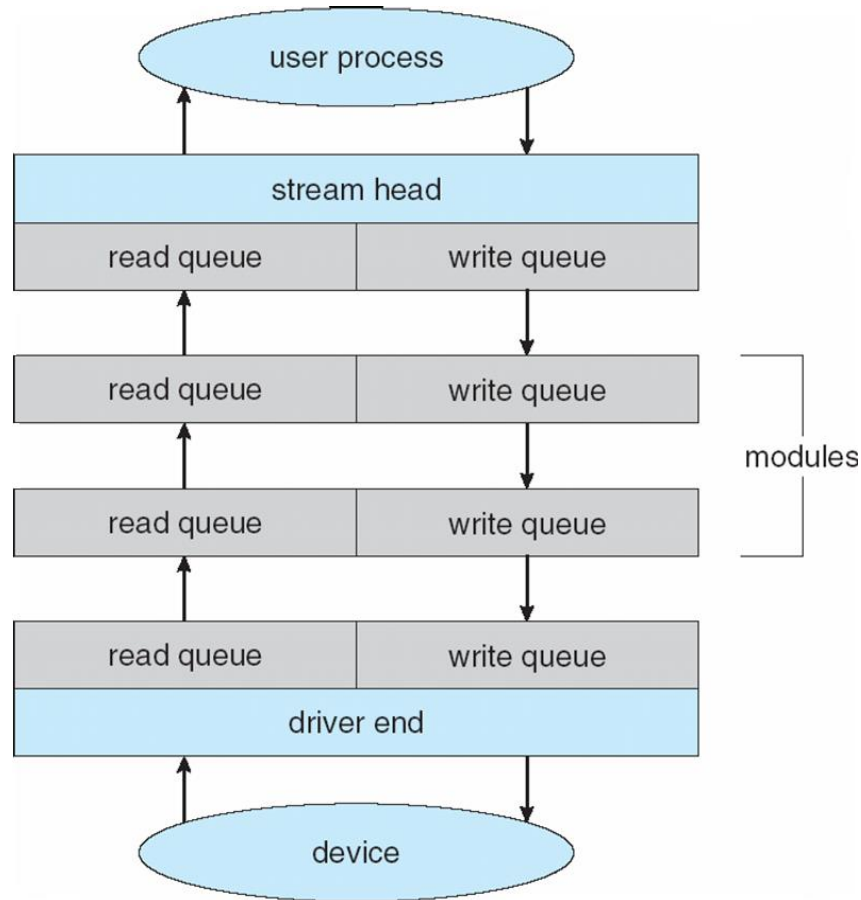 user process
stream head
read queue write queue
read queue write queue
modules
read queue write queue
read queue write queue
driver end
device